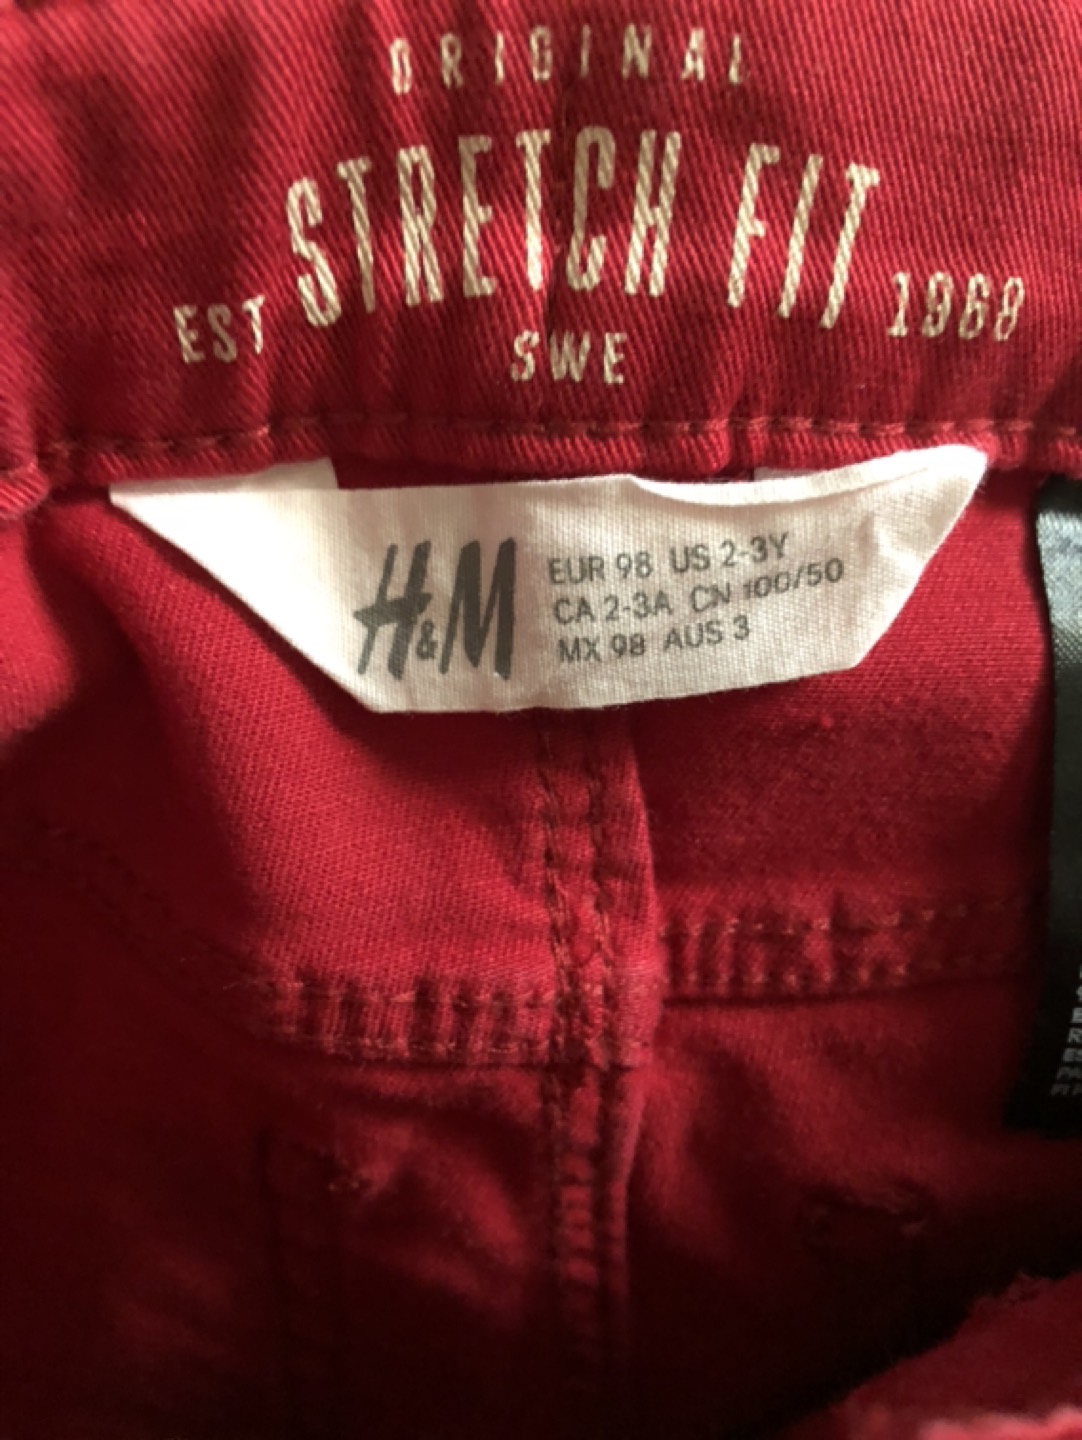 ORIGINAL
STRETCH FIT
EST 1968
SWE
H&M
EUR 98 US 2-3Y
CA 2-3A CN 100/50
MX 98 AUS 3